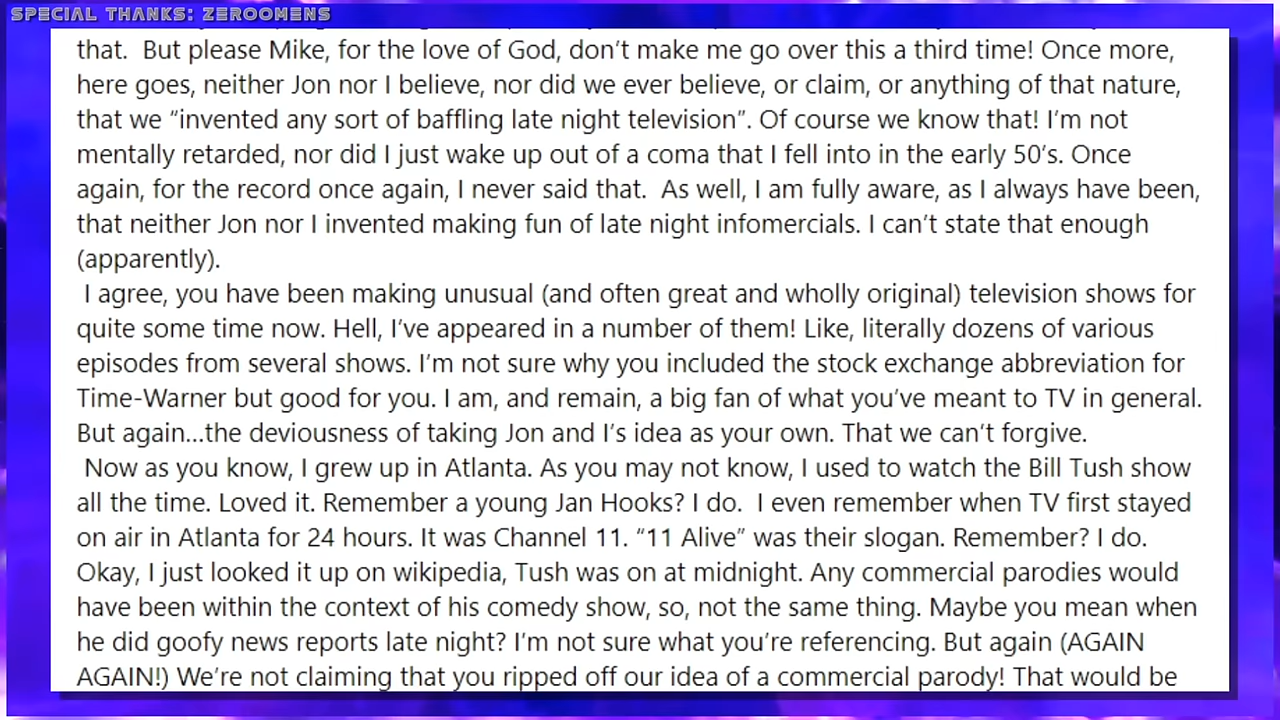 SPECIAL THANKS: ZEROOMENS
that.  But please Mike, for the love of God, don’t make me go over this a third time! Once more,
here goes, neither Jon nor I believe, nor did we ever believe, or claim, or anything of that nature,
that we “invented any sort of baffling late night television”. Of course we know that! I’m not
mentally retarded, nor did I just wake up out of a coma that I fell into in the early 50’s. Once
again, for the record once again, I never said that.  As well, I am fully aware, as I always have been,
that neither Jon nor I invented making fun of late night infomercials. I can’t state that enough
(apparently).
I agree, you have been making unusual (and often great and wholly original) television shows for
quite some time now. Hell, I’ve appeared in a number of them! Like, literally dozens of various
episodes from several shows. I’m not sure why you included the stock exchange abbreviation for
Time-Warner but good for you. I am, and remain, a big fan of what you’ve meant to TV in general.
But again...the deviousness of taking Jon and I’s idea as your own. That we can’t forgive.
Now as you know, I grew up in Atlanta. As you may not know, I used to watch the Bill Tush show
all the time. Loved it. Remember a young Jan Hooks? I do.  I even remember when TV first stayed
on air in Atlanta for 24 hours. It was Channel 11. “11 Alive” was their slogan. Remember? I do.
Okay, I just looked it up on wikipedia, Tush was on at midnight. Any commercial parodies would
have been within the context of his comedy show, so, not the same thing. Maybe you mean when
he did goofy news reports late night? I’m not sure what you’re referencing. But again (AGAIN
AGAIN!) We’re not claiming that you ripped off our idea of a commercial parody! That would be